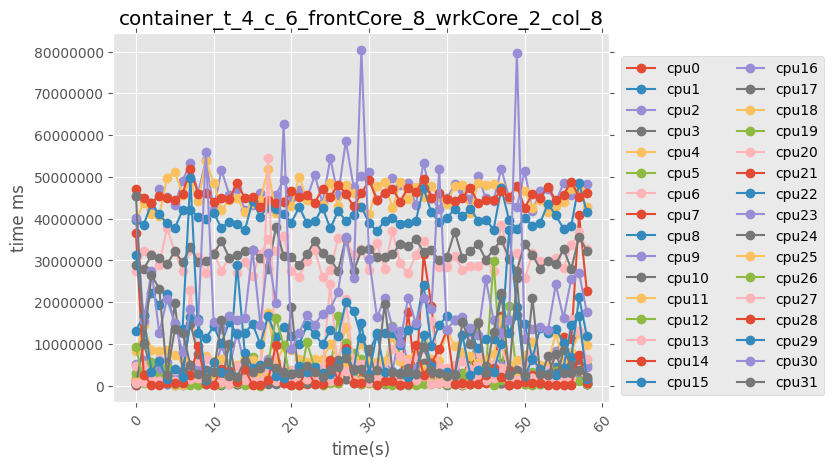 container_t_4_c_6_frontCore_8_wrkCore_2_col_8
80000000
70000000
60000000
50000000
40000000
30000000
20000000
10000000
0
time ms
0
10
20
30
40
50
60
time(s)
cpu0
cpu1
cpu2
cpu3
cpu4
cpu5
cpu6
cpu7
cpu8
cpu9
cpu10
cpu11
cpu12
cpu13
cpu14
cpu15
cpu16
cpu17
cpu18
cpu19
cpu20
cpu21
cpu22
cpu23
cpu24
cpu25
cpu26
cpu27
cpu28
cpu29
cpu30
cpu31